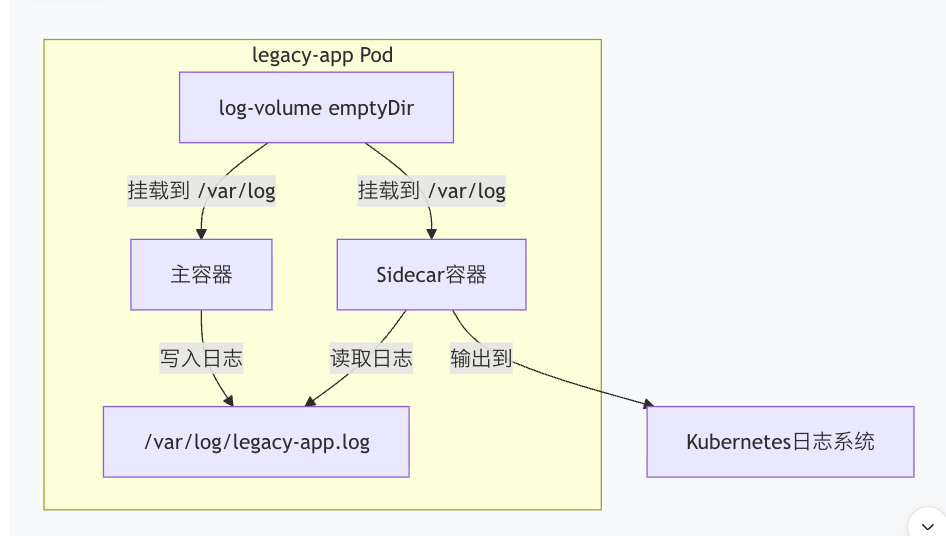 legacy-app Pod
log-volume emptyDir
挂载到 /var/log
挂载到 /var/log
主容器
Sidecar容器
写入日志
读取日志
输出到
/var/log/legacy-app.log
Kubernetes日志系统